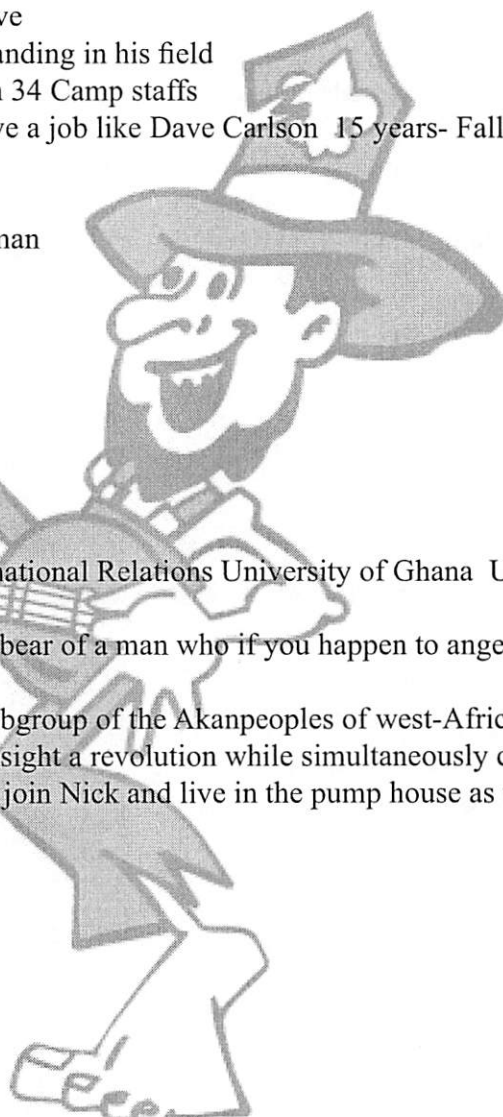 ve
anding in his field
n 34 Camp staffs
ve a job like Dave Carlson 15 years- Fall
nan
national Relations University of Ghana U
bear of a man who if you happen to ange
bgroup of the Akanpeoples of west-Afric
sight a revolution while simultaneously c
join Nick and live in the pump house as